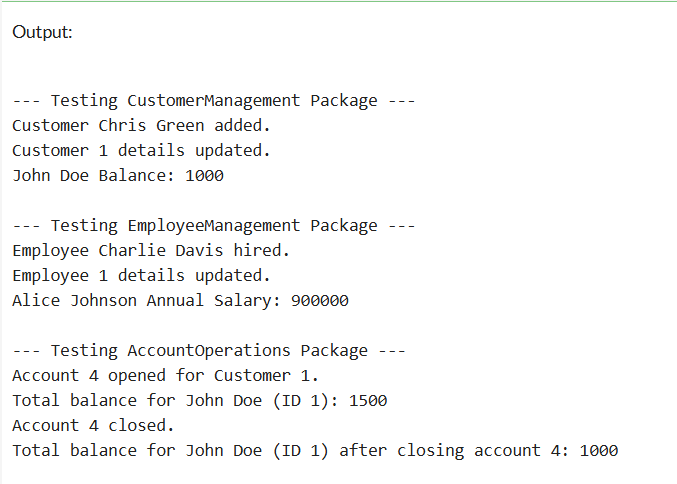 Output:
--- Testing CustomerManagement Package ---
Customer Chris Green added.
Customer 1 details updated.
John Doe Balance: 1000
--- Testing EmployeeManagement Package ---
Employee Charlie Davis hired.
Employee 1 details updated.
Alice Johnson Annual Salary: 900000
--- Testing AccountOperations Package ---
Account 4 opened for Customer 1.
Total balance for John Doe (ID 1): 1500
Account 4 closed.
Total balance for John Doe (ID 1) after closing account 4: 1000